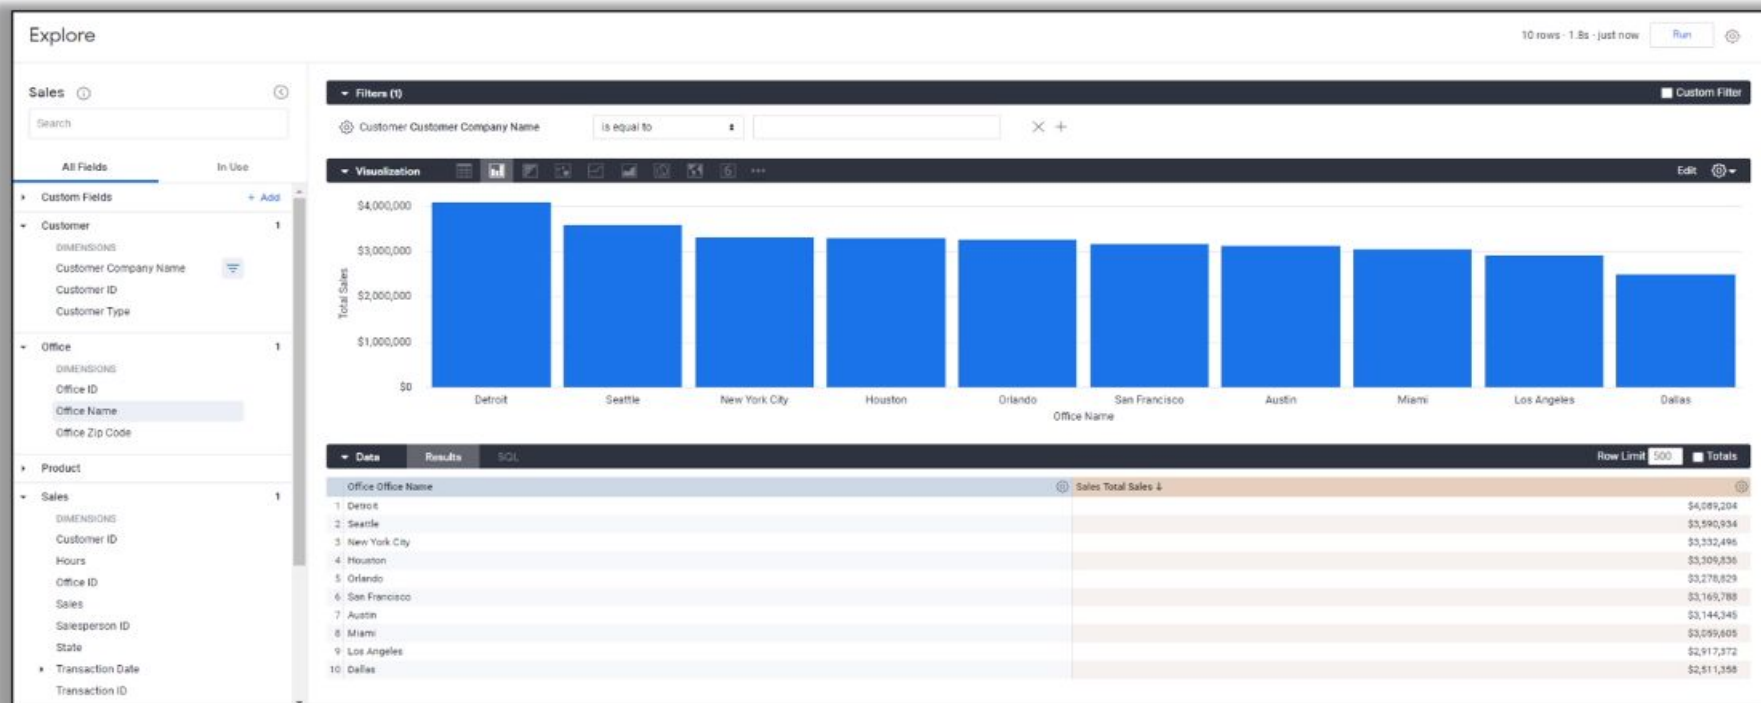 Explore
10 rows · 1.8s · just now Run
Sales
Search
All Fields In Use
Custom Fields + Add
Customer 1
DIMENSIONS
Customer Company Name
Customer ID
Customer Type
Office 1
DIMENSIONS
Office ID
Office Name
Office Zip Code
Product
Sales 1
DIMENSIONS
Customer ID
Hours
Office ID
Sales
Salesperson ID
State
Transaction Date
Transaction ID
Filters (1) Custom Filter
Customer Customer Company Name is equal to
Visualization 6 Edit
Total Sales
$4,000,000
$3,000,000
$2,000,000
$1,000,000
$0
Detroit Seattle New York City Houston Orlando San Francisco Austin Miami Los Angeles Dallas
Office Name
Data Results SQL Row Limit 500 Totals
Office Office Name Sales Total Sales ↓
1 Detroit $4,089,204
2 Seattle $3,590,934
3 New York City $3,332,496
4 Houston $3,309,836
5 Orlando $3,278,829
6 San Francisco $3,169,788
7 Austin $3,144,345
8 Miami $3,059,605
9 Los Angeles $2,917,372
10 Dallas $2,511,358